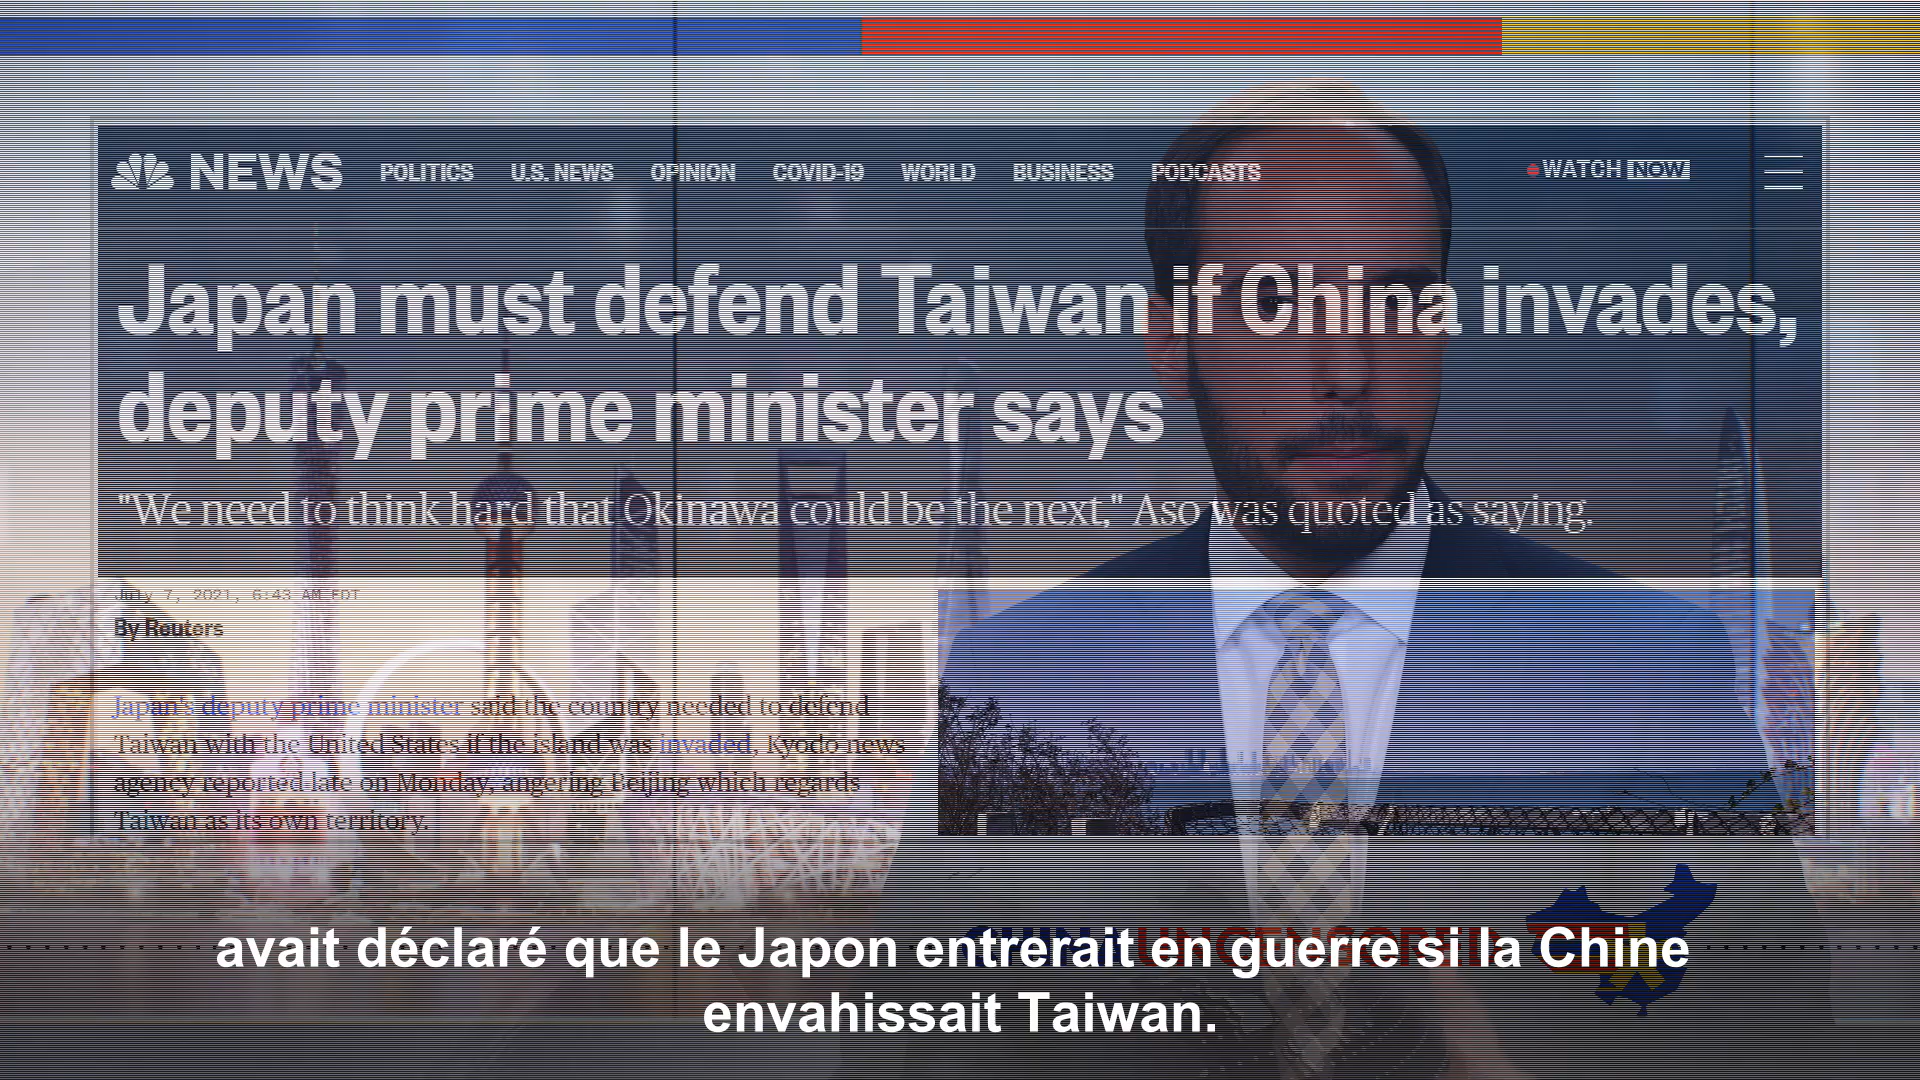 NEWS POLITICS U.S. NEWS OPINION COVID-19 WORLD BUSINESS PODCASTS WATCH NOW
Japan must defend Taiwan if China invades,
deputy prime minister says
"We need to think hard that Okinawa could be the next," Aso was quoted as saying.
July 7, 2021, 6:43 AM EDT
By Reuters
Japan's deputy prime minister said the country needed to defend
Taiwan with the United States if the island was invaded, Kyodo news
agency reported late on Monday, angering Beijing which regards
Taiwan as its own territory.
avait déclaré que le Japon entrerait en guerre si la Chine
envahissait Taiwan.